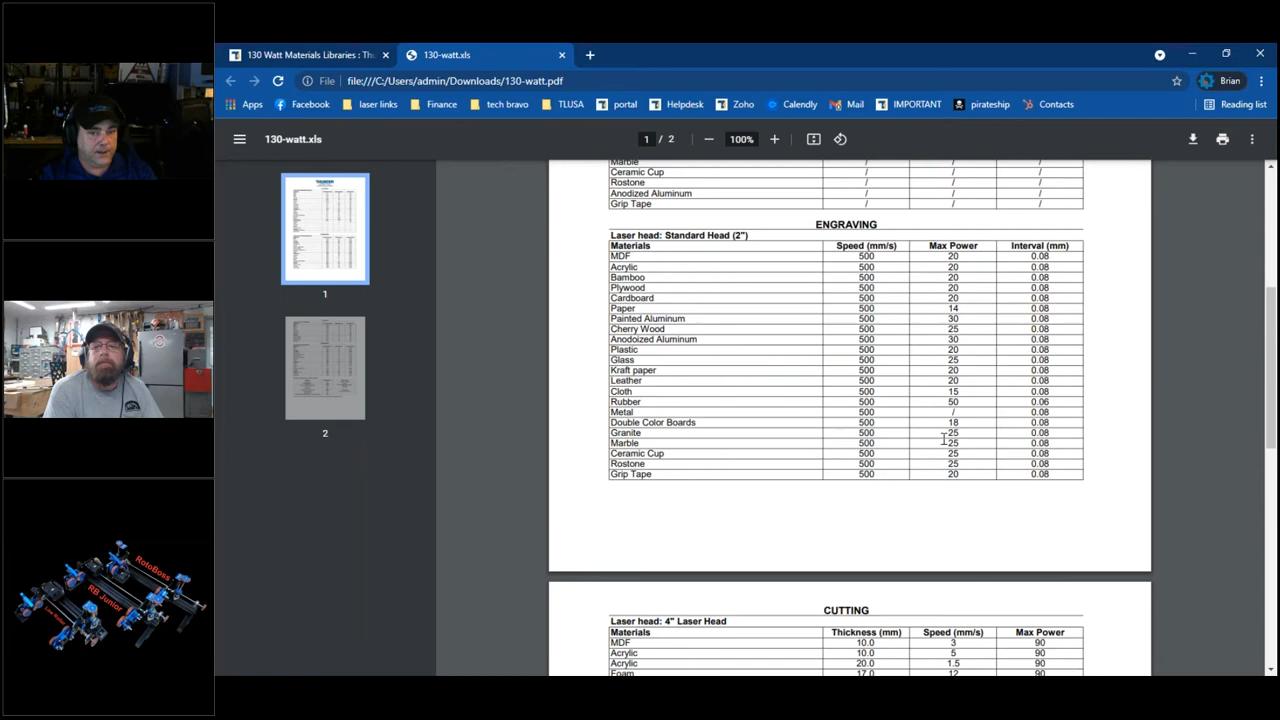 130 Watt Materials Libraries : Thu
130-watt.xls
File file:///C:/Users/admin/Downloads/130-watt.pdf
Brian
Apps Facebook laser links Finance tech bravo TLUSA portal Helpdesk Zoho Calendly Mail IMPORTANT pirateship Contacts Reading list
130-watt.xls 1 / 2 100%
Marble / / /
Ceramic Cup / / /
Rostone / / /
Anodized Aluminum / / /
Grip Tape / / /
ENGRAVING
Laser head: Standard Head (2")
Materials Speed (mm/s) Max Power Interval (mm)
MDF 500 20 0.08
Acrylic 500 20 0.08
Bamboo 500 20 0.08
Plywood 500 20 0.08
Cardboard 500 20 0.08
Paper 500 14 0.08
Painted Aluminum 500 30 0.08
Cherry Wood 500 25 0.08
Anodoized Aluminum 500 30 0.08
Plastic 500 20 0.08
Glass 500 25 0.08
Kraft paper 500 20 0.08
Leather 500 20 0.08
Cloth 500 15 0.08
Rubber 500 50 0.06
Metal 500 / 0.08
Double Color Boards 500 18 0.08
Granite 500 25 0.08
Marble 500 25 0.08
Ceramic Cup 500 25 0.08
Rostone 500 25 0.08
Grip Tape 500 20 0.08
CUTTING
Laser head: 4" Laser Head
Materials Thickness (mm) Speed (mm/s) Max Power
MDF 10.0 3 90
Acrylic 10.0 5 90
Acrylic 20.0 1.5 90
Foam 17.0 12 90
1
2
RotoBoss
RB Junior